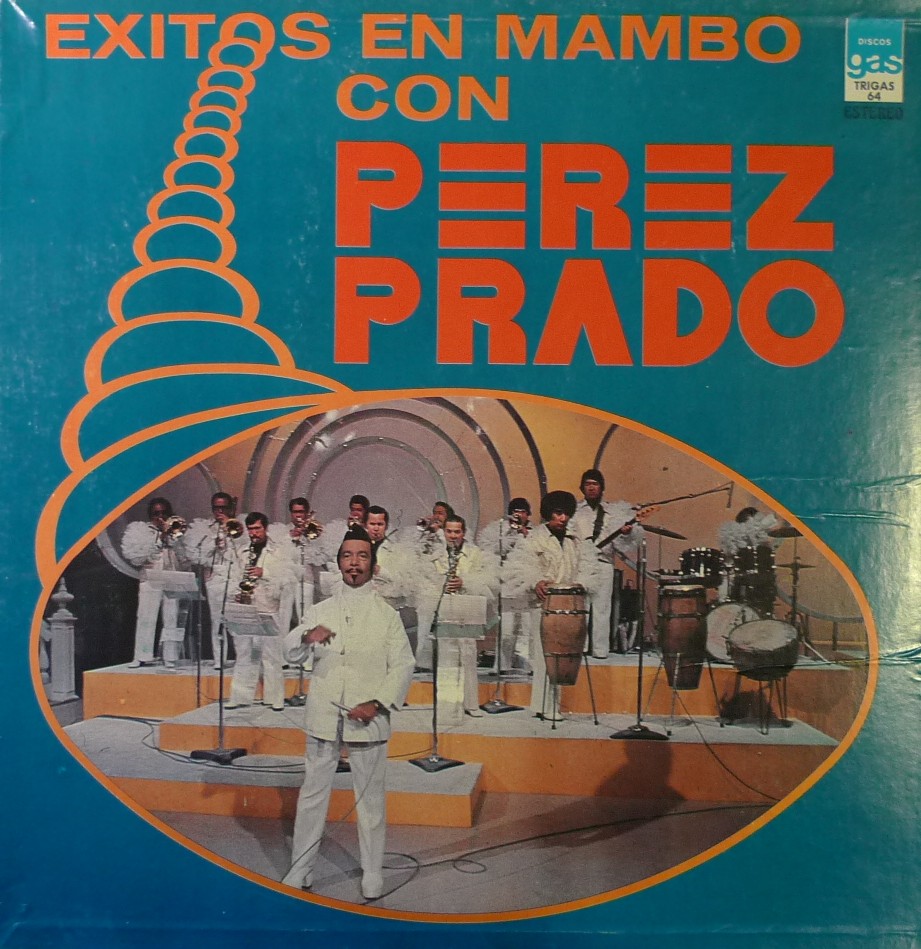 EXITOS EN MAMBO
CON
PEREZ
PRADO
DISCOS
gas
TRIGAS
64
ESTEREO